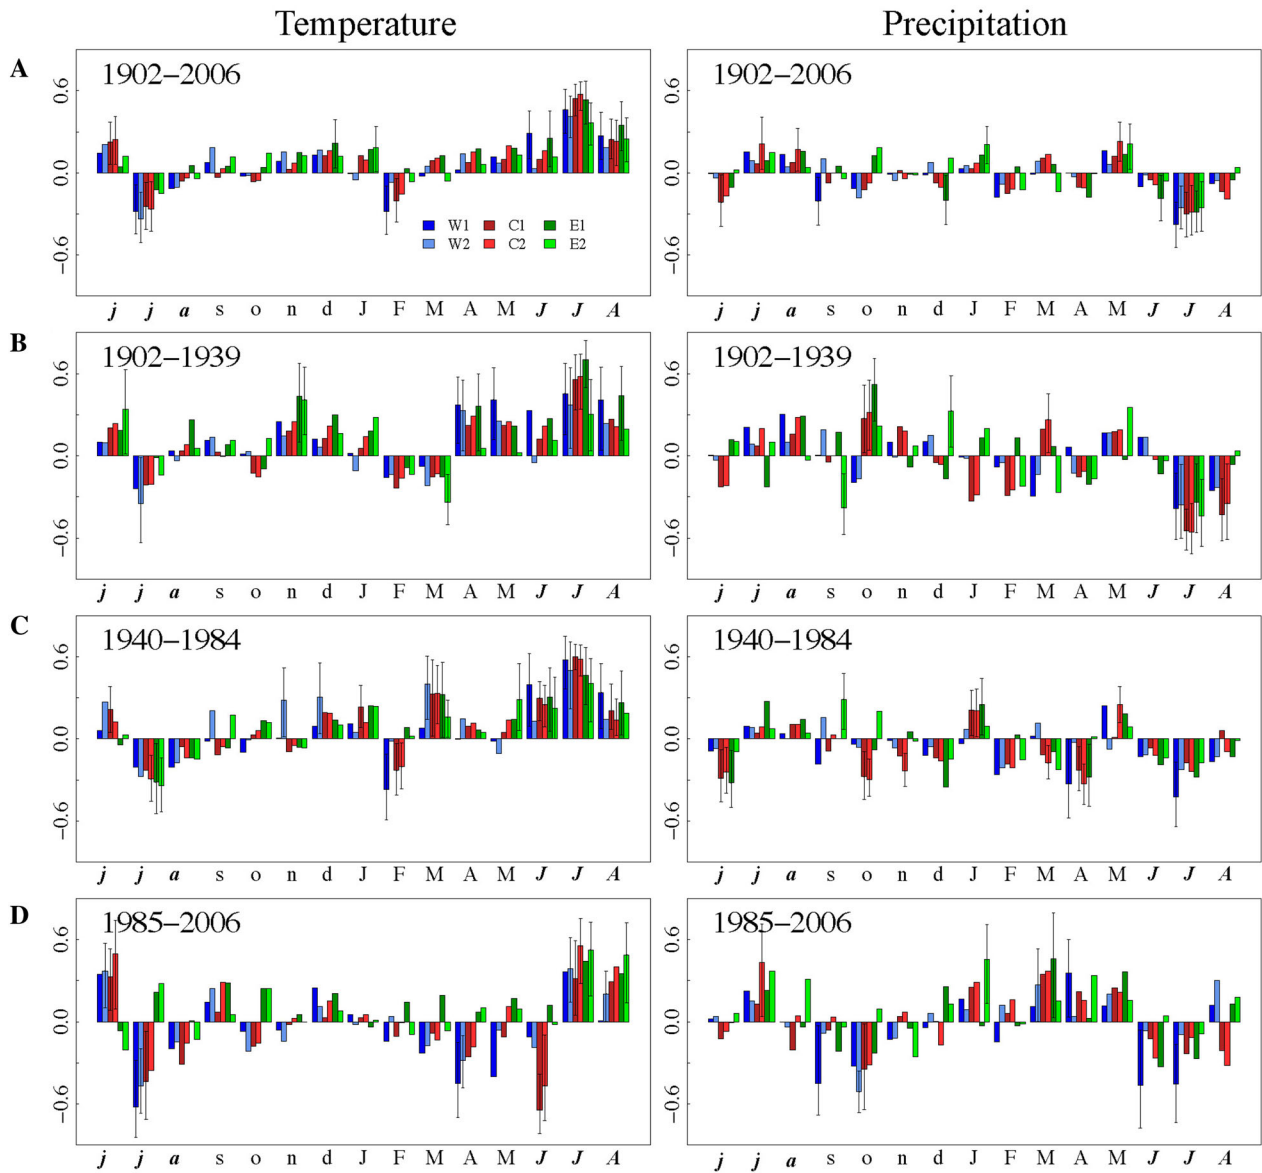 Temperature Precipitation
A
1902–2006 1902–2006
0.6 0.6
0.0 0.0
−0.6 −0.6
W1 C1 E1
W2 C2 E2
j j a s o n d J F M A M J J A j j a s o n d J F M A M J J A
B
1902–1939 1902–1939
0.6 0.6
0.0 0.0
−0.6 −0.6
j j a s o n d J F M A M J J A j j a s o n d J F M A M J J A
C
1940–1984 1940–1984
0.6 0.6
0.0 0.0
−0.6 −0.6
j j a s o n d J F M A M J J A j j a s o n d J F M A M J J A
D
1985–2006 1985–2006
0.6 0.6
0.0 0.0
−0.6 −0.6
j j a s o n d J F M A M J J A j j a s o n d J F M A M J J A